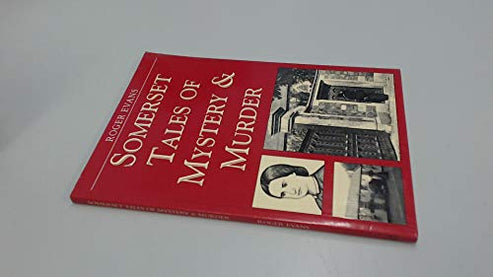 ROGER EVANS
SOMERSET
TALES OF
MYSTERY &
MURDER
SOMERSET TALES OF MYSTERY & MURDER
ROGER EVANS